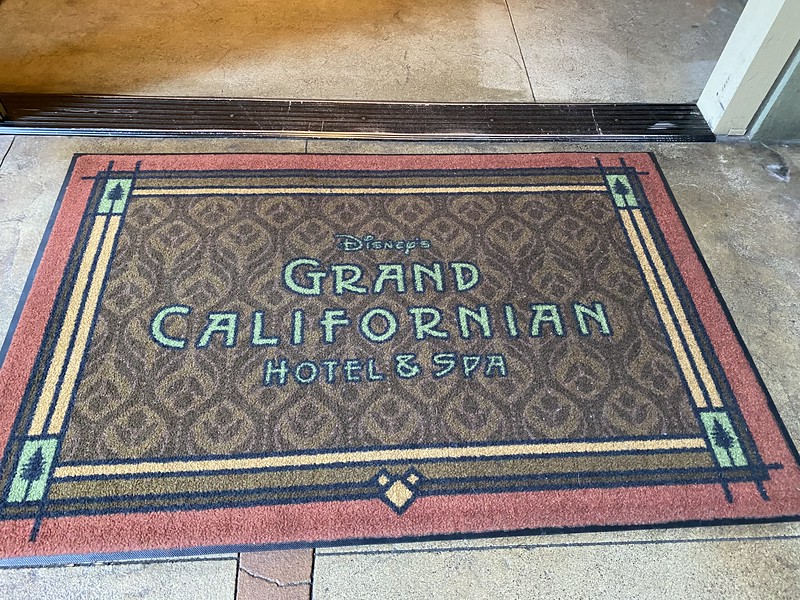 Disney's
Grand
Californian
Hotel & Spa